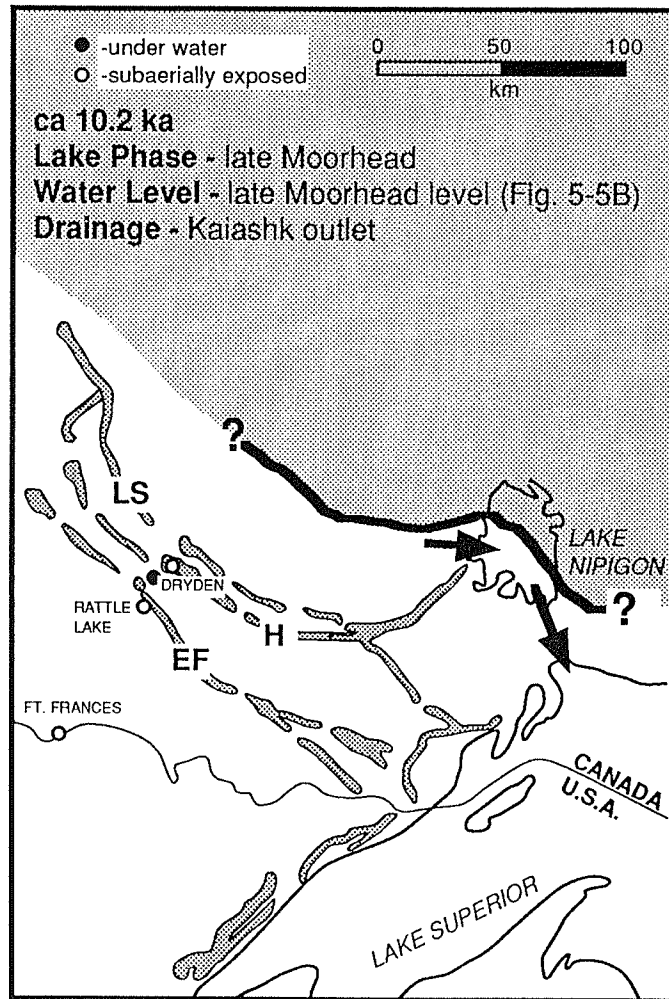 -under water
-subaerially exposed
0 50 100
km
ca 10.2 ka
Lake Phase - late Moorhead
Water Level - late Moorhead level (Fig. 5-5B)
Drainage - Kaiashk outlet
?
LS
LAKE
NIPIGON
DRYDEN
RATTLE
LAKE
?
H
EF
FT. FRANCES
CANADA
U.S.A.
LAKE SUPERIOR